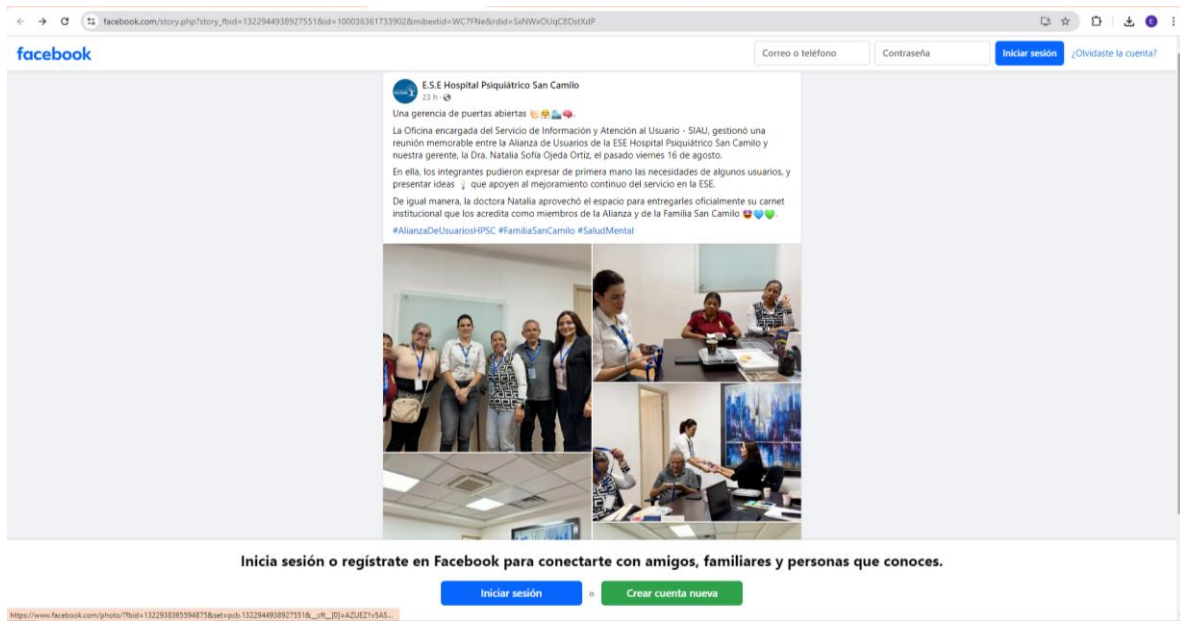 facebook.com/story.php?story_fbid=1322944938927551&id=100036361733902&mibextid=WC7FNe&rdid=SxNWxOUqC8DstXdP
facebook
Correo o teléfono
Contraseña
Iniciar sesión
¿Olvidaste la cuenta?
E.S.E Hospital Psiquiátrico San Camilo
23 h ·
Una gerencia de puertas abiertas
La Oficina encargada del Servicio de Información y Atención al Usuario - SIAU, gestionó una
reunión memorable entre la Alianza de Usuarios de la ESE Hospital Psiquiátrico San Camilo y
nuestra gerente, la Dra. Natalia Sofía Ojeda Ortiz, el pasado viernes 16 de agosto.
En ella, los integrantes pudieron expresar de primera mano las necesidades de algunos usuarios, y
presentar ideas 💡 que apoyen al mejoramiento continuo del servicio en la ESE.
De igual manera, la doctora Natalia aprovechó el espacio para entregarles oficialmente su carnet
institucional que los acredita como miembros de la Alianza y de la Familia San Camilo 😍💙💚.
#AlianzaDeUsuariosHPSC #FamiliaSanCamilo #SaludMental
Inicia sesión o regístrate en Facebook para conectarte con amigos, familiares y personas que conoces.
Iniciar sesión
o
Crear cuenta nueva